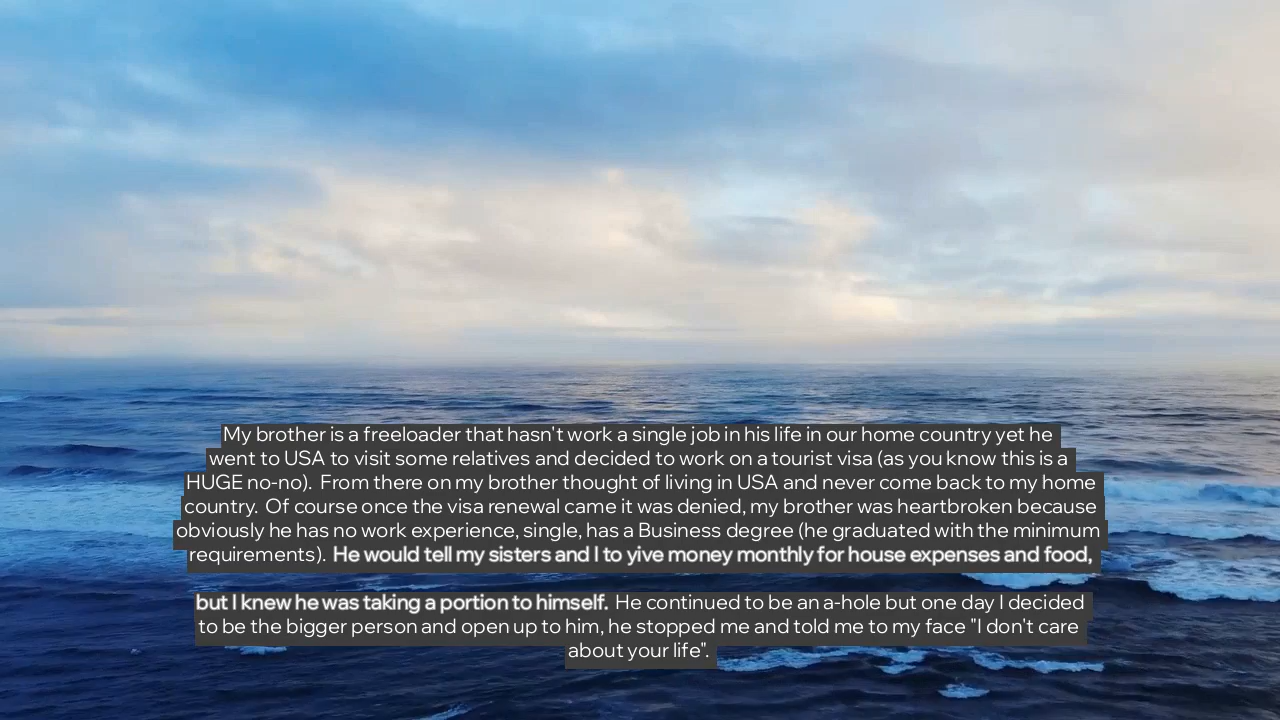 My brother is a freeloader that hasn't work a single job in his life in our home country yet he
went to USA to visit some relatives and decided to work on a tourist visa (as you know this is a
HUGE no-no). From there on my brother thought of living in USA and never come back to my home
country. Of course once the visa renewal came it was denied, my brother was heartbroken because
obviously he has no work experience, single, has a Business degree (he graduated with the minimum
requirements). He would tell my sisters and I to yive money monthly for house expenses and food,
but I knew he was taking a portion to himself. He continued to be an a-hole but one day I decided
to be the bigger person and open up to him, he stopped me and told me to my face "I don't care
about your life".